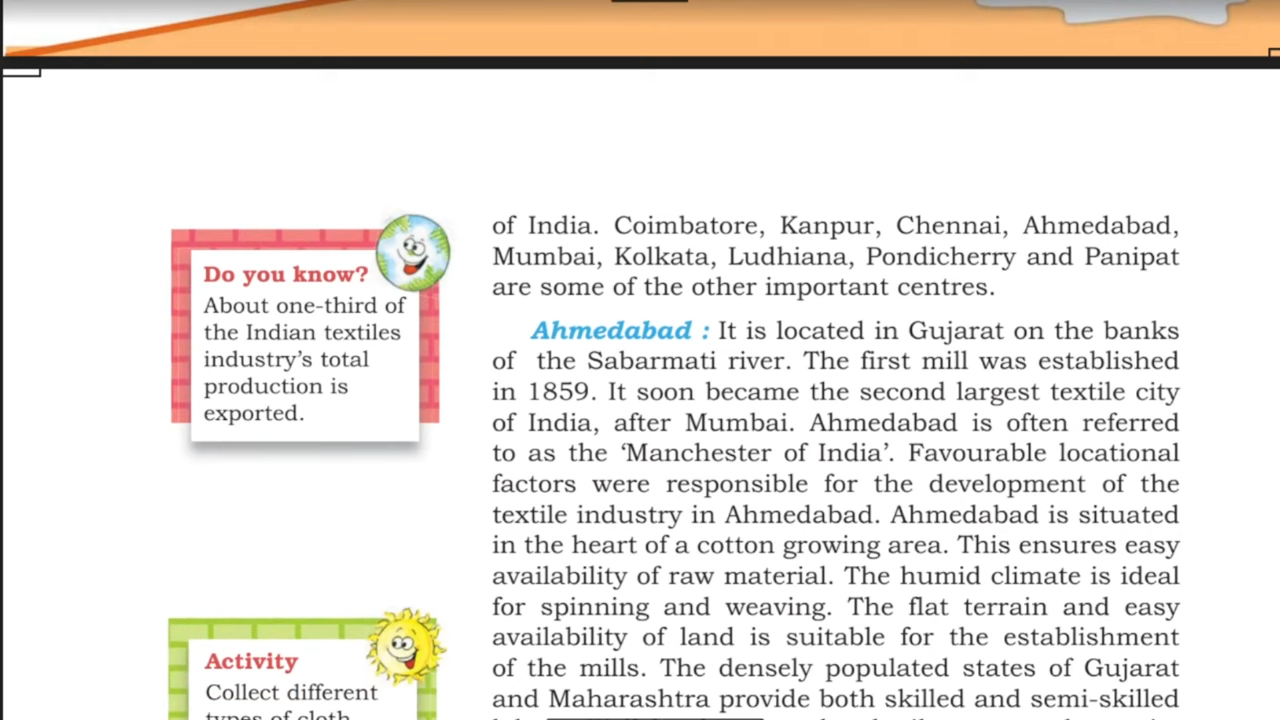 Do you know?
About one-third of
the Indian textiles
industry's total
production is
exported.
of India. Coimbatore, Kanpur, Chennai, Ahmedabad,
Mumbai, Kolkata, Ludhiana, Pondicherry and Panipat
are some of the other important centres.
Ahmedabad : It is located in Gujarat on the banks
of the Sabarmati river. The first mill was established
in 1859. It soon became the second largest textile city
of India, after Mumbai. Ahmedabad is often referred
to as the ‘Manchester of India’. Favourable locational
factors were responsible for the development of the
textile industry in Ahmedabad. Ahmedabad is situated
in the heart of a cotton growing area. This ensures easy
availability of raw material. The humid climate is ideal
for spinning and weaving. The flat terrain and easy
availability of land is suitable for the establishment
of the mills. The densely populated states of Gujarat
and Maharashtra provide both skilled and semi-skilled
Activity
Collect different
types of cloth